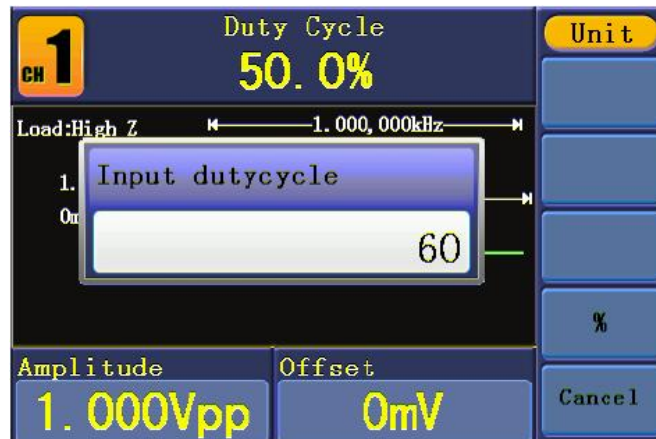 CH 1
Duty Cycle
50.0%
Unit
Load:High Z
1.000,000kHz
Input dutycycle
1.
60
%
Amplitude
Offset
Cancel
1.000Vpp
0mV